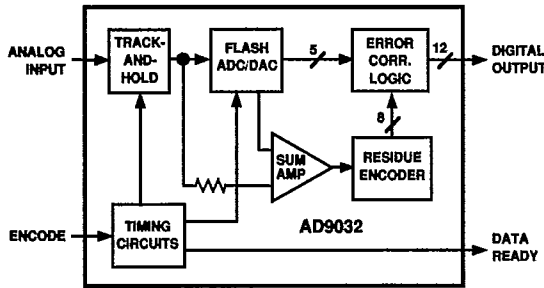 ANALOG
INPUT
TRACK-
AND-
HOLD
FLASH
ADC/DAC
5
ERROR
CORR.
LOGIC
12
DIGITAL
OUTPUT
8
SUM
AMP
RESIDUE
ENCODER
ENCODE
TIMING
CIRCUITS
AD9032
DATA
READY